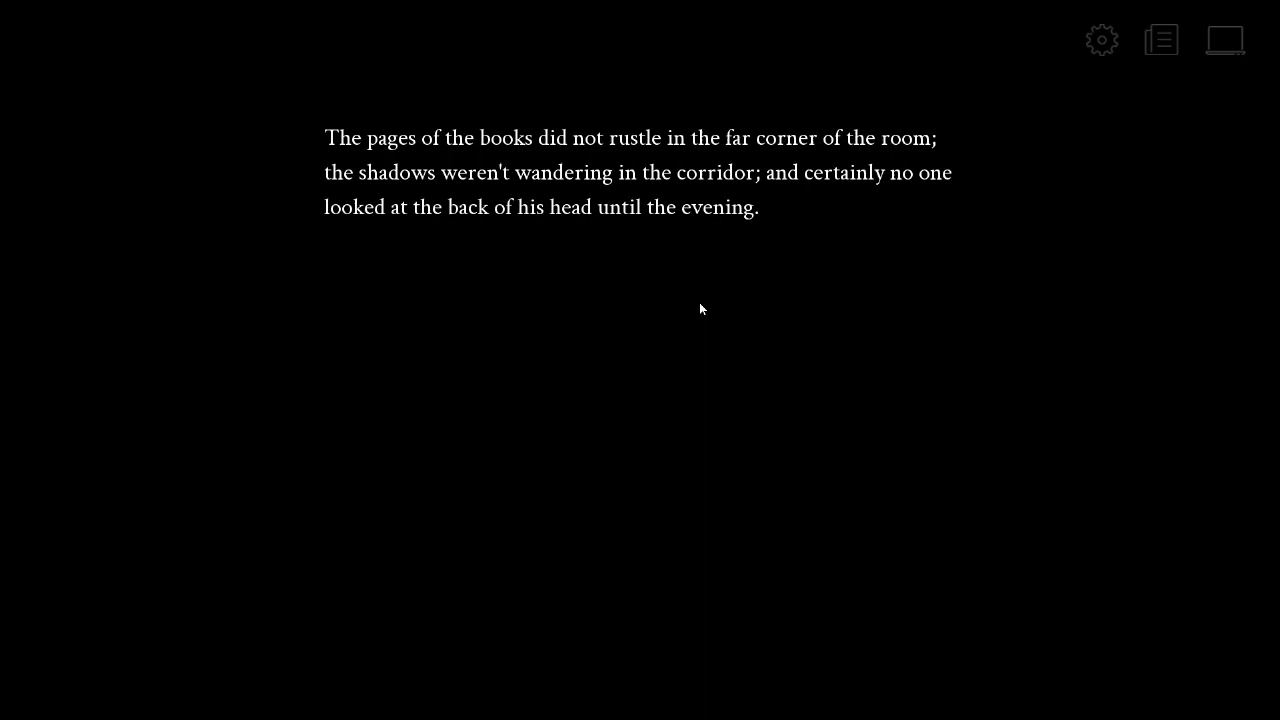 The pages of the books did not rustle in the far corner of the room;
the shadows weren't wandering in the corridor; and certainly no one
looked at the back of his head until the evening.